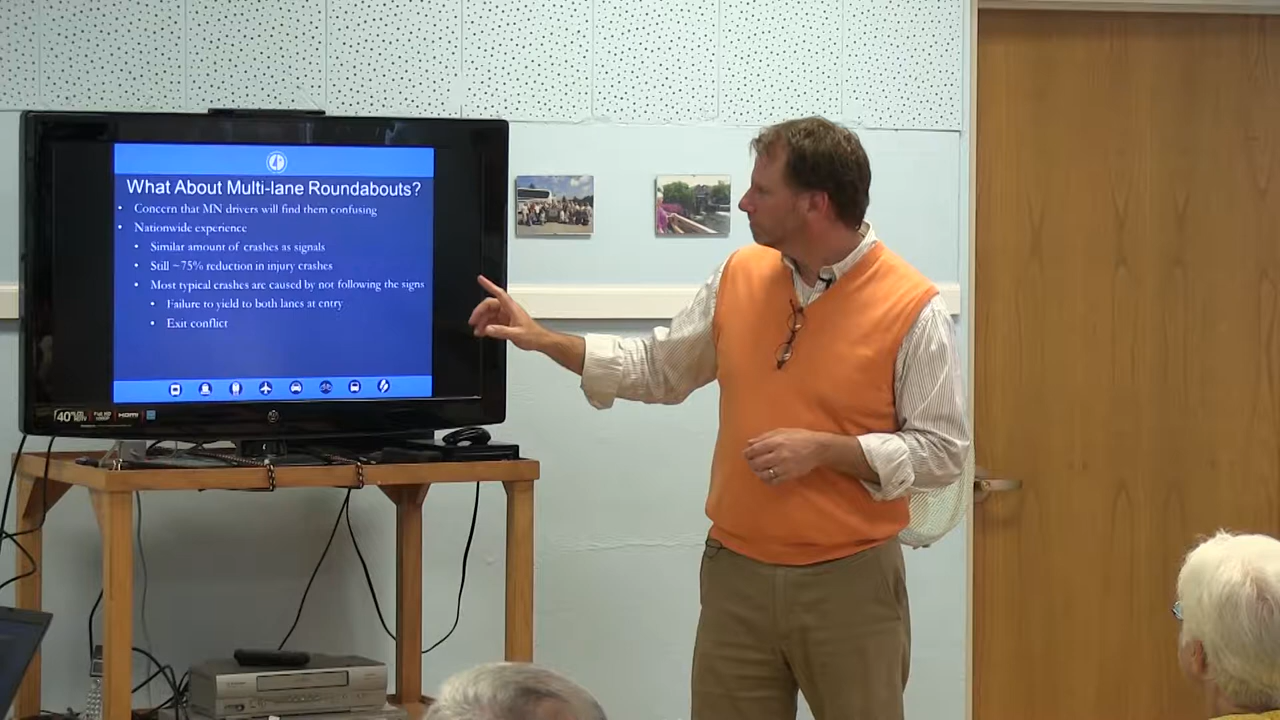 What About Multi-lane Roundabouts?
• Concern that MN drivers will find them confusing
• Nationwide experience
• Similar amount of crashes as signals
• Still ~75% reduction in injury crashes
• Most typical crashes are caused by not following the signs
• Failure to yield to both lanes at entry
• Exit conflict
40" HDMI